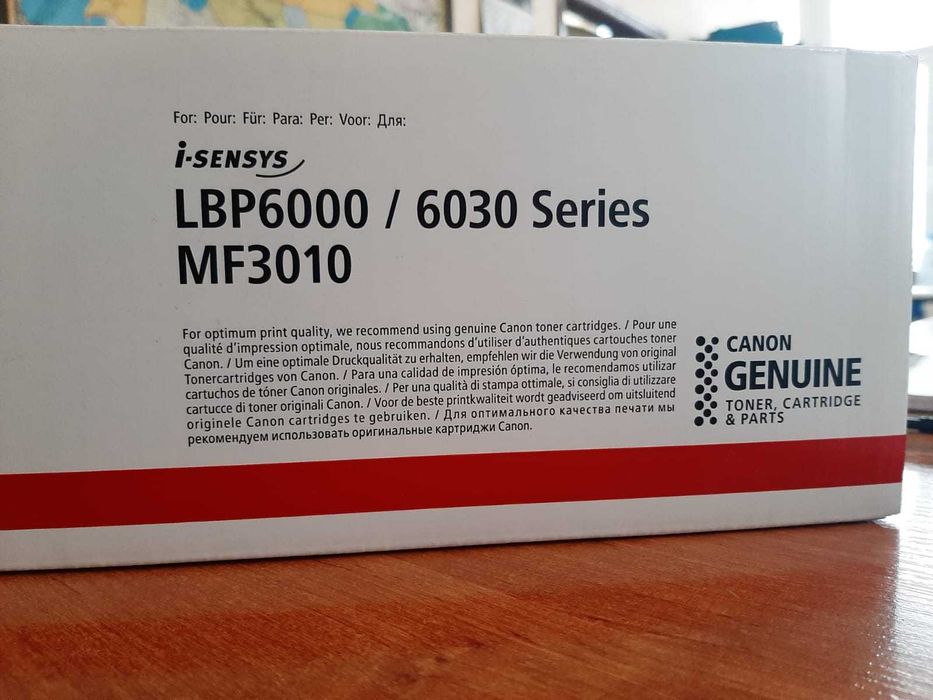 For: Pour: Für: Para: Per: Voor: Для:
i-SENSYS
LBP6000 / 6030 Series
MF3010
For optimum print quality, we recommend using genuine Canon toner cartridges. / Pour une
qualité d'impression optimale, nous recommandons d'utiliser d'authentiques cartouches toner
Canon. / Um eine optimale Druckqualität zu erhalten, empfehlen wir die Verwendung von original
Tonercartridges von Canon. / Para una calidad de impresión óptima, le recomendamos utilizar
cartuchos de tóner Canon originales. / Per una qualità di stampa ottimale, si consiglia di utilizzare
cartucce di toner originali Canon. / Voor de beste printkwaliteit wordt geadviseerd om uitsluitend
originele Canon cartridges te gebruiken. / Для оптимального качества печати мы
рекомендуем использовать оригинальные картриджи Canon.
CANON
GENUINE
TONER, CARTRIDGE
& PARTS